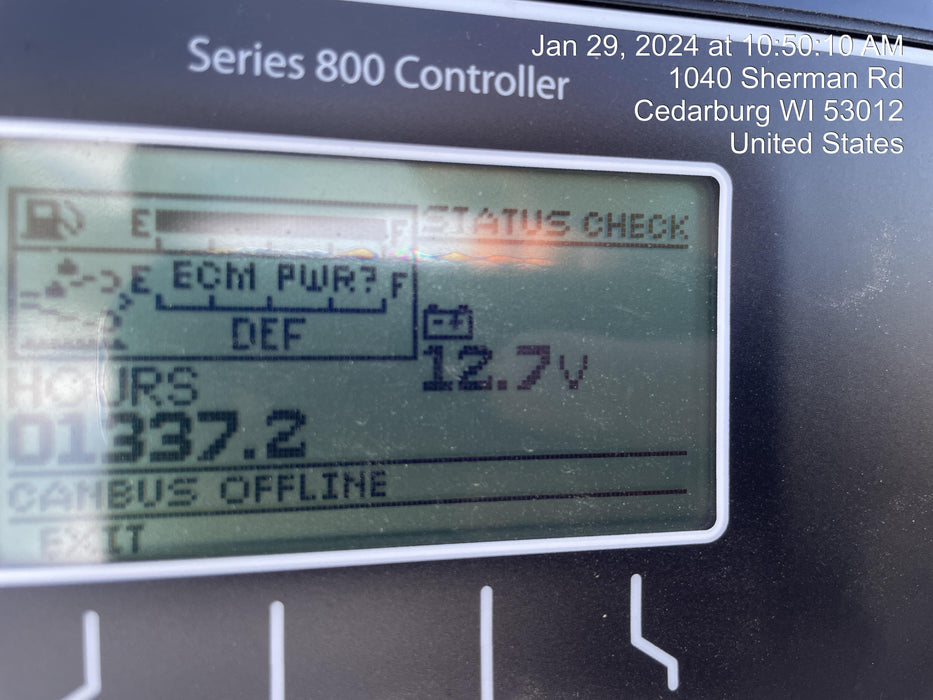 Jan 29, 2024 at 10:50:10 AM
1040 Sherman Rd
Cedarburg WI 53012
United States
Series 800 Controller
E F STATUS CHECK
E ECM PWR? F
DEF
12.7V
HOURS
01337.2
CANBUS OFFLINE
EXIT